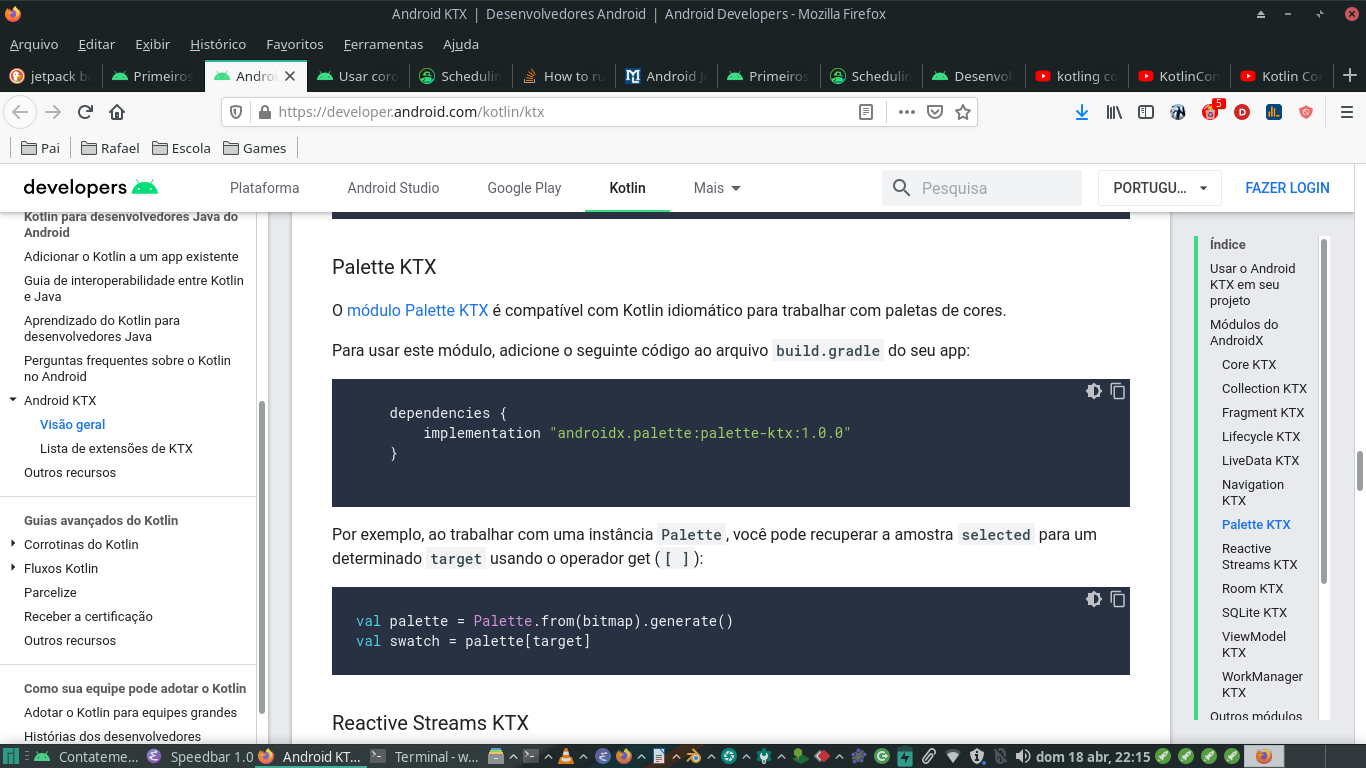 Android KTX | Desenvolvedores Android | Android Developers - Mozilla Firefox
Arquivo Editar Exibir Histórico Favoritos Ferramentas Ajuda
jetpack Primeiros Androi Usar coro Schedulin How to ru Android J Primeiros Schedulin Desenvol kotling co KotlinCon Kotlin Con
https://developer.android.com/kotlin/ktx
5
Pai Rafael Escola Games
developers Plataforma Android Studio Google Play Kotlin Mais Pesquisa PORTUGU... FAZER LOGIN
Kotlin para desenvolvedores Java do
Android
Adicionar o Kotlin a um app existente
Guia de interoperabilidade entre Kotlin
e Java
Aprendizado do Kotlin para
desenvolvedores Java
Perguntas frequentes sobre o Kotlin
no Android
Android KTX
Visão geral
Lista de extensões de KTX
Outros recursos
Guias avançados do Kotlin
Corrotinas do Kotlin
Fluxos Kotlin
Parcelize
Receber a certificação
Outros recursos
Como sua equipe pode adotar o Kotlin
Adotar o Kotlin para equipes grandes
Histórias dos desenvolvedores
Palette KTX
O módulo Palette KTX é compatível com Kotlin idiomático para trabalhar com paletas de cores.
Para usar este módulo, adicione o seguinte código ao arquivo build.gradle do seu app:
dependencies {
implementation "androidx.palette:palette-ktx:1.0.0"
}
Por exemplo, ao trabalhar com uma instância Palette, você pode recuperar a amostra selected para um
determinado target usando o operador get ( [ ] ):
val palette = Palette.from(bitmap).generate()
val swatch = palette[target]
Reactive Streams KTX
Índice
Usar o Android
KTX em seu
projeto
Módulos do
AndroidX
Core KTX
Collection KTX
Fragment KTX
Lifecycle KTX
LiveData KTX
Navigation
KTX
Palette KTX
Reactive
Streams KTX
Room KTX
SQLite KTX
ViewModel
KTX
WorkManager
KTX
Outros módulos
Contateme... Speedbar 1.0 Android KT... Terminal - w... dom 18 abr, 22:15